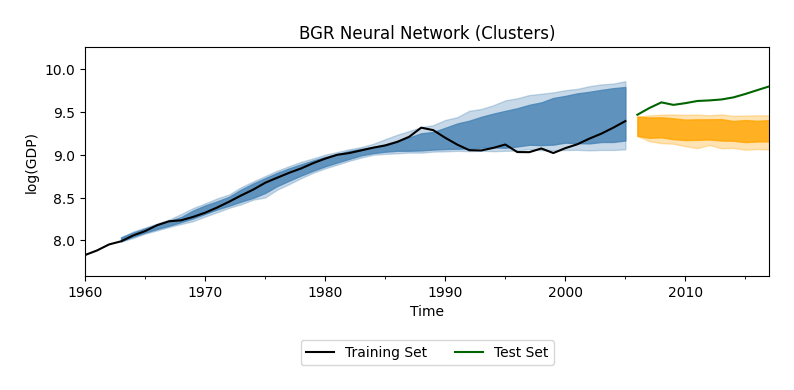 BGR Neural Network (Clusters)
log(GDP)
10.0
9.5
9.0
8.5
8.0
1960 1970 1980 1990 2000 2010
Time
Training Set Test Set